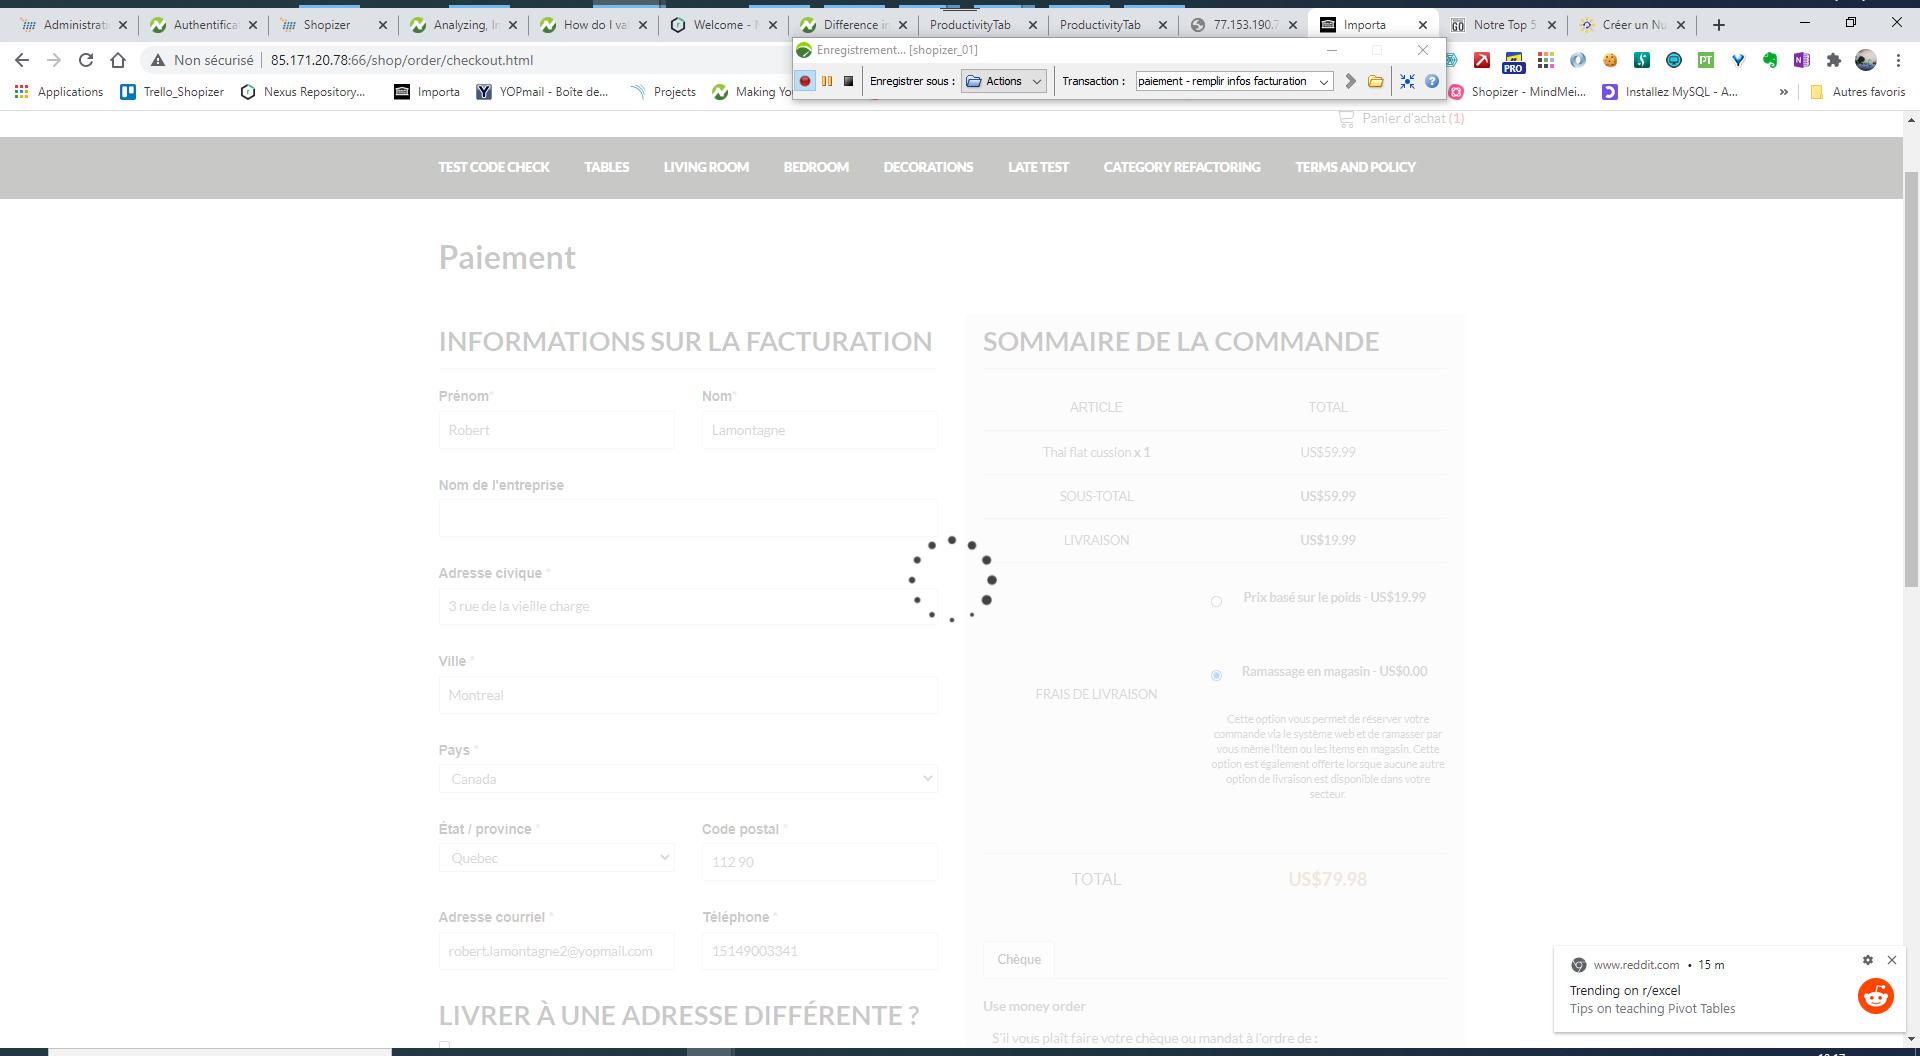 Administrati
Authentificat
Shopizer
Analyzing, In
How do I val
Welcome - N
Difference in
ProductivityTab
ProductivityTab
77.153.190.7
Importa
Notre Top 5
Créer un Nu
Enregistrement... [shopizer_01]
Non sécurisé
85.171.20.78:66/shop/order/checkout.html
Enregistrer sous :
Actions
Transaction :
paiement - remplir infos facturation
PRO
PT
Applications
Trello_Shopizer
Nexus Repository...
Importa
YOPmail - Boîte de...
Projects
Making Yo
Shopizer - MindMei...
Installez MySQL - A...
»
Autres favoris
Panier d'achat (1)
TEST CODE CHECK
TABLES
LIVING ROOM
BEDROOM
DECORATIONS
LATE TEST
CATEGORY REFACTORING
TERMS AND POLICY
Paiement
INFORMATIONS SUR LA FACTURATION
Prénom*
Nom*
Robert
Lamontagne
Nom de l'entreprise
Adresse civique *
3 rue de la vieille charge
Ville *
Montreal
Pays *
Canada
État / province *
Code postal *
Quebec
112 90
Adresse courriel *
Téléphone *
robert.lamontagne2@yopmail.com
15149003341
LIVRER À UNE ADRESSE DIFFÉRENTE ?
SOMMAIRE DE LA COMMANDE
ARTICLE
TOTAL
Thai flat cussion x 1
US$59.99
SOUS-TOTAL
US$59.99
LIVRAISON
US$19.99
FRAIS DE LIVRAISON
Prix basé sur le poids - US$19.99
Ramassage en magasin - US$0.00
Cette option vous permet de réserver votre
commande via le système web et de ramasser par
vous même l'item ou les items en magasin. Cette
option est également offerte lorsque aucune autre
option de livraison est disponible dans votre
secteur.
TOTAL
US$79.98
Chèque
Use money order
S'il vous plaît faire votre chèque ou mandat à l'ordre de :
www.reddit.com • 15 m
Trending on r/excel
Tips on teaching Pivot Tables